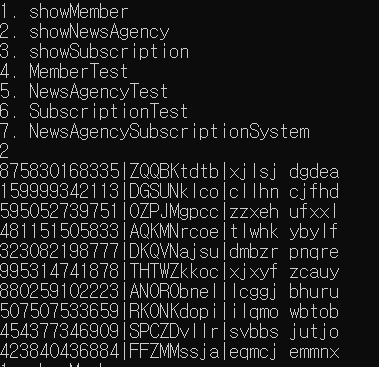 1. showMember
2. showNewsAgency
3. showSubscription
4. MemberTest
5. NewsAgencyTest
6. SubscriptionTest
7. NewsAgencySubscriptionSystem
2
875830168335|ZQQBKtdtb|xjlsj dgdea
159999342113|DGSUNklco|cllhn cjfhd
595052739751|OZPJMgpcc|zzxeh ufxxl
481151505833|AQKMNrcoe|tlwhk ybylf
323082198777|DKQVNajsu|dmbzr pnqre
995314741878|THTWZkkoc|xjxyf zcauy
880259102223|ANORObnel|lcggj bhuru
507507533659|RKONKdopi|ilqmo wbtob
454377346909|SPCZDvllr|svbbs jutjo
423840436884|FFZMMssja|eqmcj emmnx